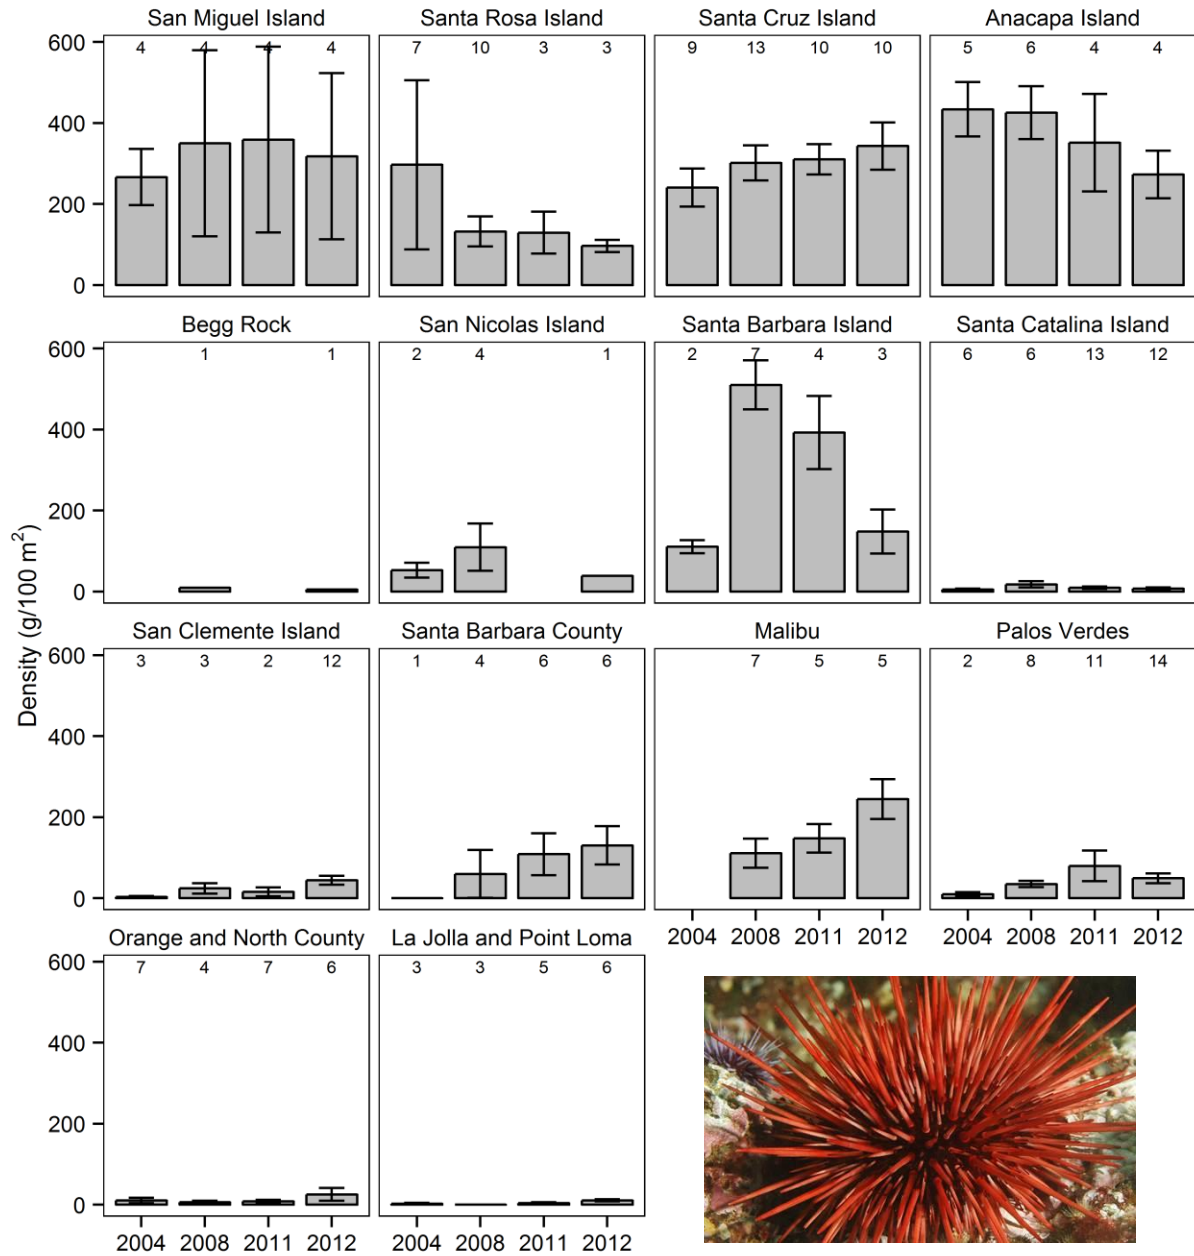 San Miguel Island Santa Rosa Island Santa Cruz Island Anacapa Island
600 4 4 4 4 7 10 3 3 9 13 10 10 5 6 4 4
400
200
0
Begg Rock San Nicolas Island Santa Barbara Island Santa Catalina Island
600 1 1 2 4 1 2 7 4 3 6 6 13 12
400
200
0
Density (g/100 m²)
San Clemente Island Santa Barbara County Malibu Palos Verdes
600 3 3 2 12 1 4 6 6 7 5 5 2 8 11 14
400
200
0
2004 2008 2011 2012 2004 2008 2011 2012
Orange and North County La Jolla and Point Loma
600 7 4 7 6 3 3 5 6
400
200
0
2004 2008 2011 2012 2004 2008 2011 2012